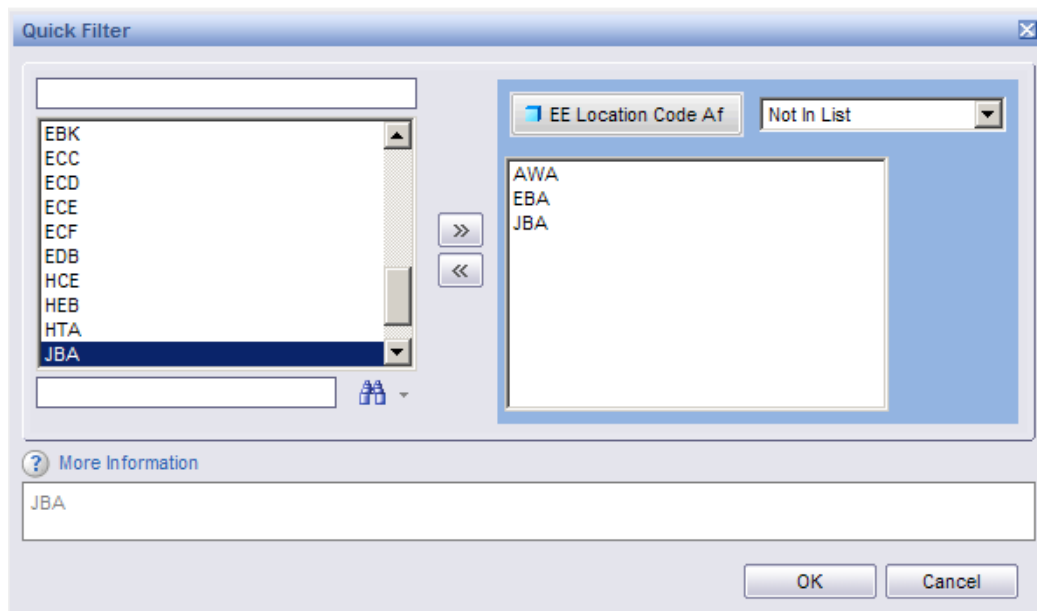 Quick Filter
EBK
ECC
ECD
ECE
ECF
EDB
HCE
HEB
HTA
JBA
EE Location Code Af
Not In List
AWA
EBA
JBA
More Information
JBA
OK
Cancel